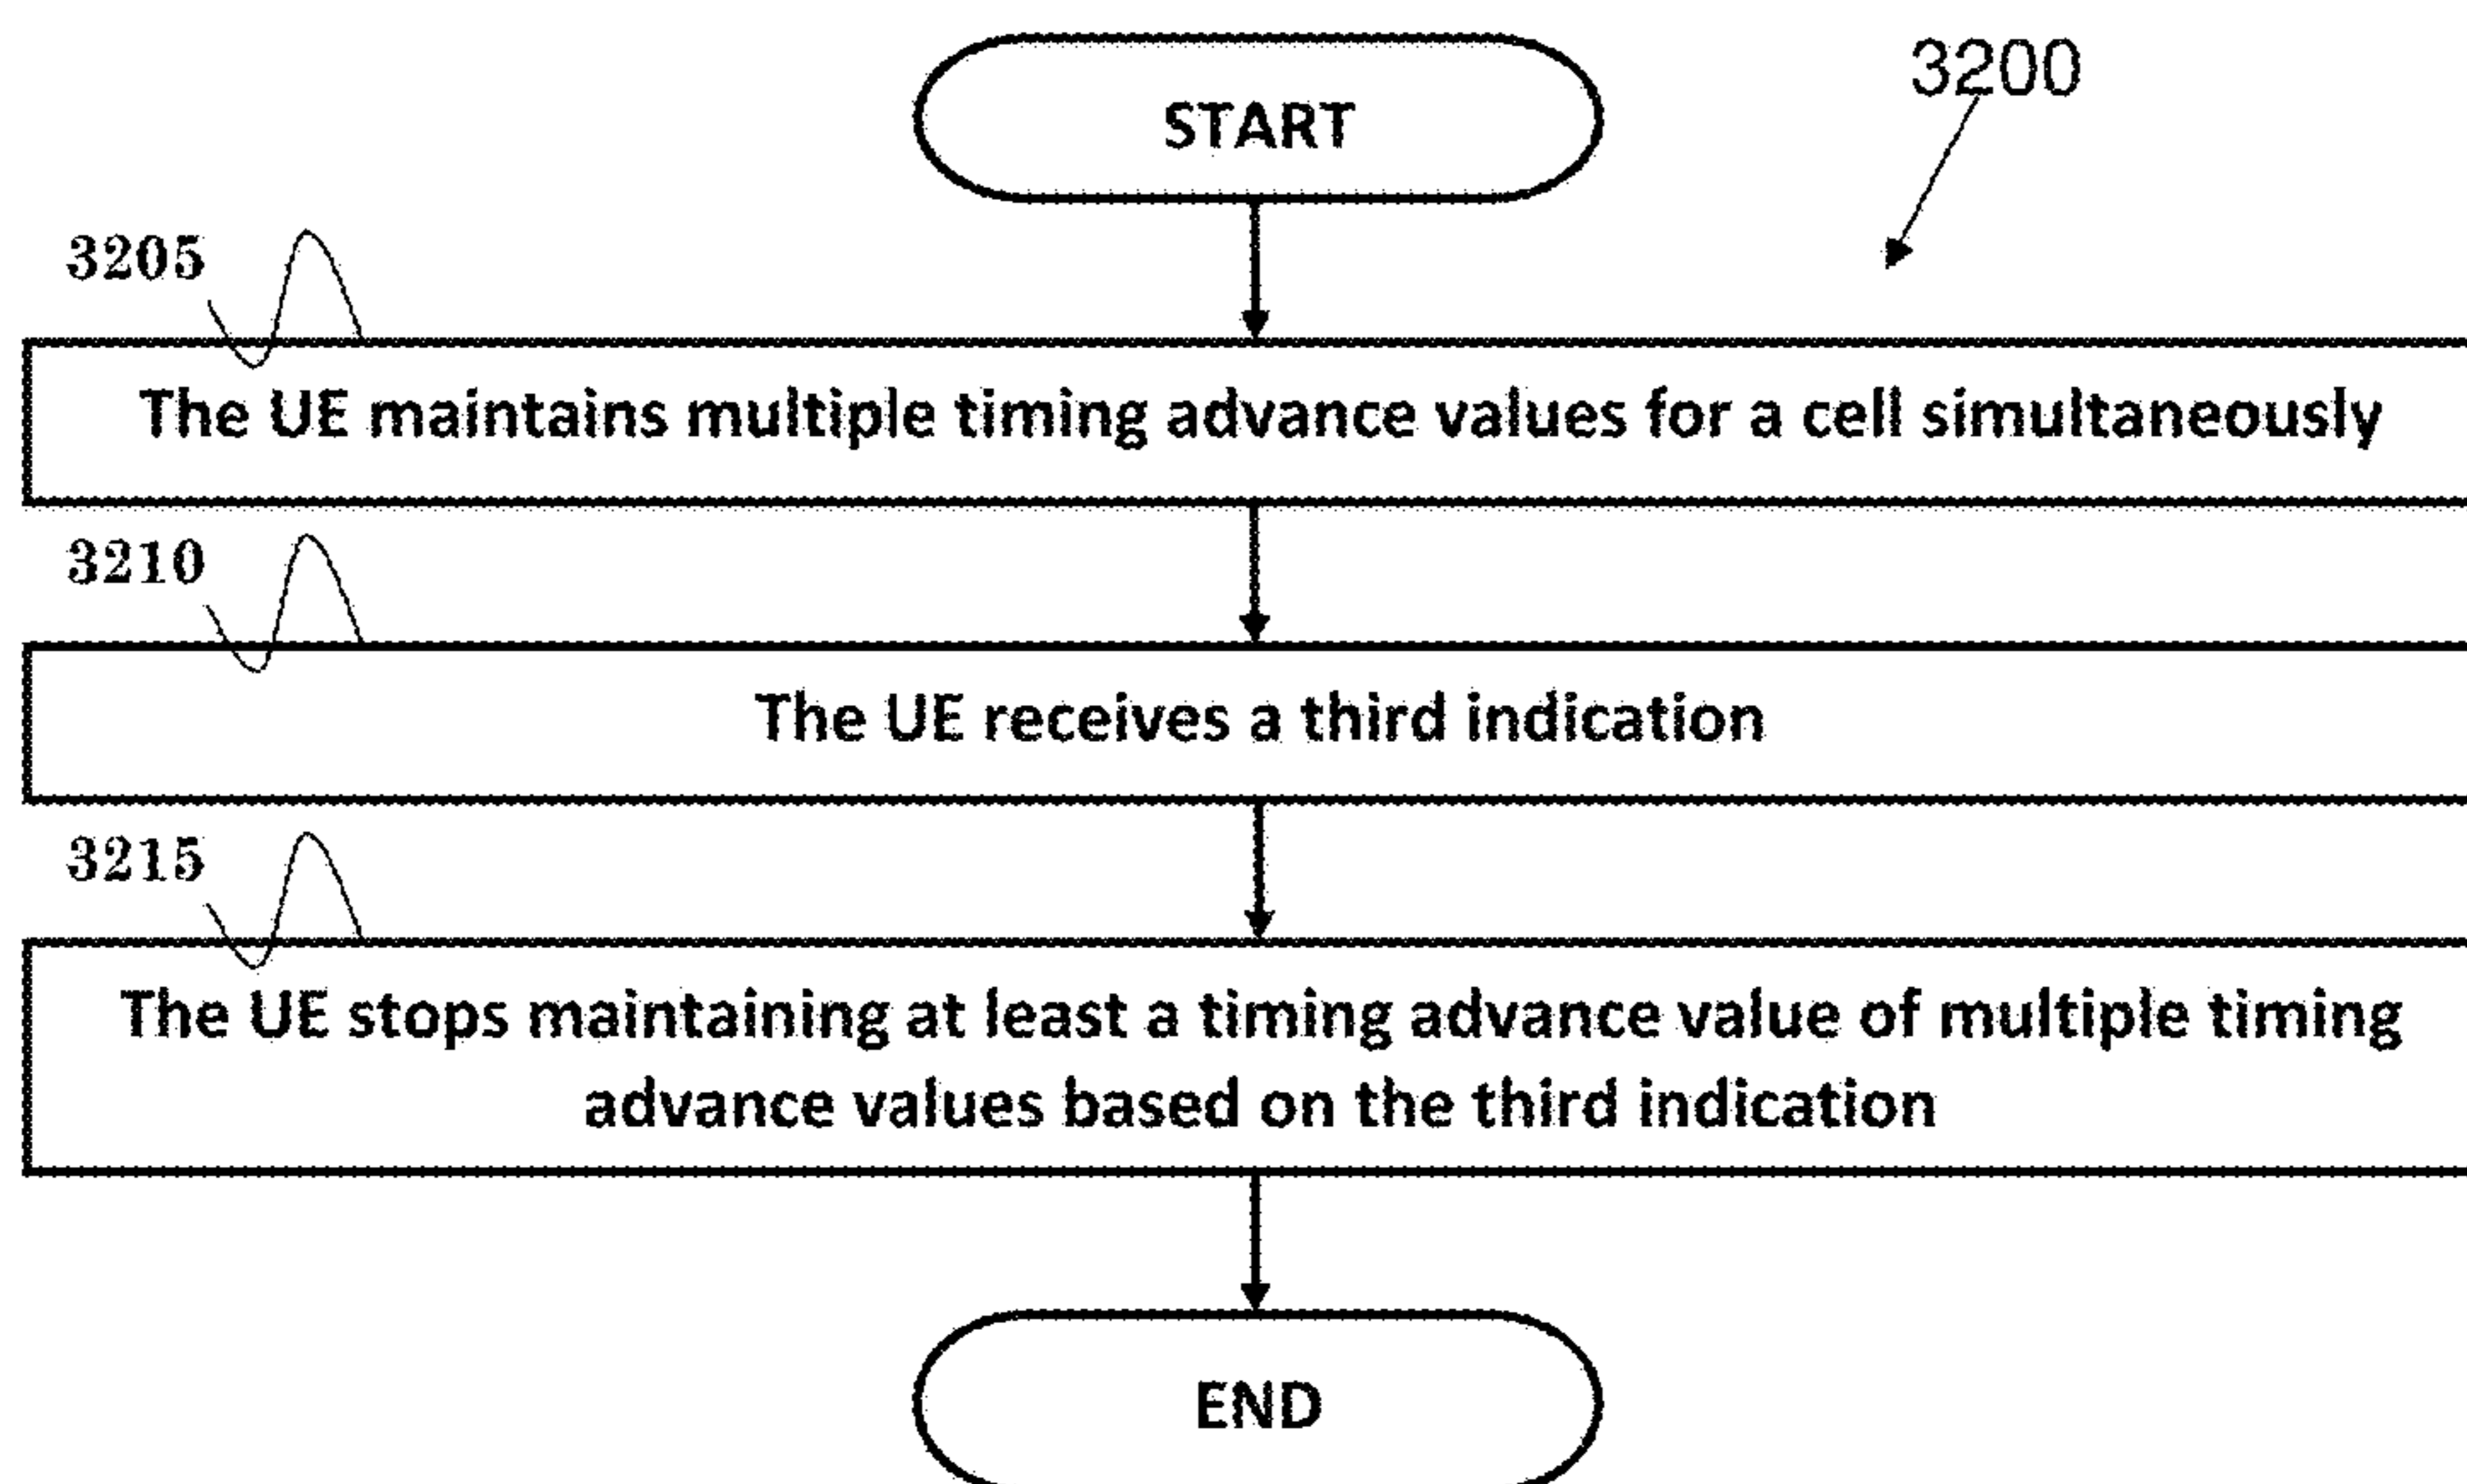 START
3200
3205
The UE maintains multiple timing advance values for a cell simultaneously
3210
The UE receives a third indication
3215
The UE stops maintaining at least a timing advance value of multiple timing
advance values based on the third indication
END